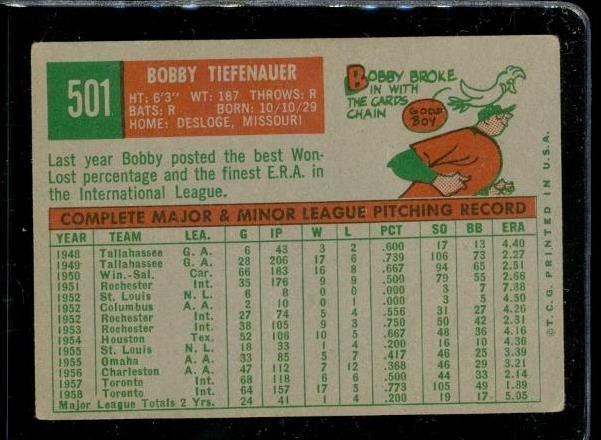 501
BOBBY TIEFENAUER
HT: 6'3" WT: 187 THROWS: R
BATS: R BORN: 10/10/29
HOME: DESLOGE, MISSOURI
BOBBY BROKE
IN WITH
THE CARDS
CHAIN
GOOD
BOY
Last year Bobby posted the best Won-
Lost percentage and the finest E.R.A. in
the International League.
COMPLETE MAJOR & MINOR LEAGUE PITCHING RECORD
YEAR TEAM LEA. G IP W L PCT SO BB ERA
1948 Tallahassee G. A. 6 43 3 2 .600 17 13 4.40
1949 Tallahassee G. A. 28 206 17 6 .739 106 73 2.27
1950 Win.-Sal. Car. 66 183 16 8 .667 94 65 2.51
1951 Rochester Int. 35 176 9 9 .500 79 55 2.66
1952 St. Louis N. L. 6 8 0 0 .000 3 7 7.88
1952 Columbus A. A. 2 10 0 1 .000 3 5 4.50
1952 Rochester Int. 27 74 5 4 .556 31 27 4.26
1953 Rochester Int. 38 105 9 3 .750 50 42 2.31
1954 Houston Tex. 52 106 10 5 .667 48 36 4.16
1955 St. Louis N. L. 18 33 1 4 .200 16 10 4.36
1955 Omaha A. A. 33 85 5 7 .417 46 25 3.39
1956 Charleston A. A. 47 112 7 12 .368 46 23 3.21
1957 Toronto Int. 68 118 6 6 .500 66 46 2.14
1958 Toronto Int. 64 157 17 5 .773 105 49 1.89
Major League Totals 2 Yrs. 24 41 1 4 .200 19 17 5.05
© T.C.G. PRINTED IN U.S.A.